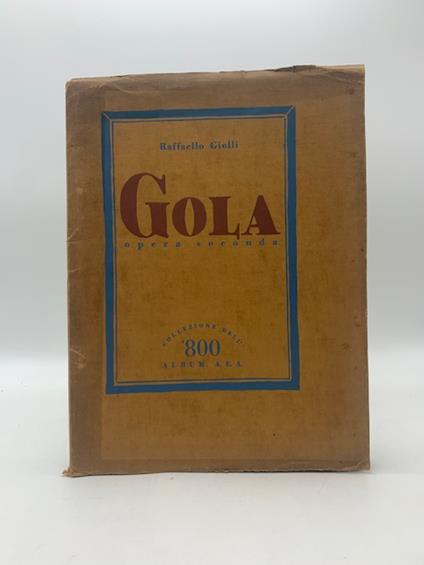 Raffaello Giolli
GOLA
opera seconda
COLLEZIONE DELL'
'800
ALBUM. A.E.A.